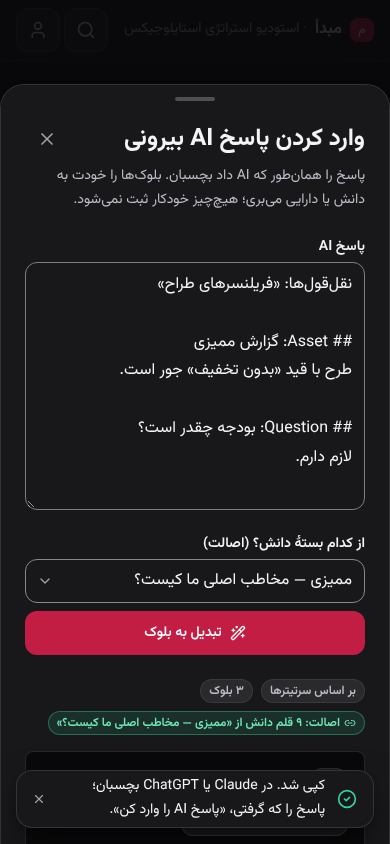 م مبدأ · استودیو استراتژی استایلوجیکس
وارد کردن پاسخ AI بیرونی
پاسخ را همان‌طور که AI داد بچسبان. بلوک‌ها را خودت به
دانش یا دارایی می‌بری؛ هیچ‌چیز خودکار ثبت نمی‌شود.
پاسخ AI
نقل‌قول‌ها: «فریلنسرهای طراح»
## Asset: گزارش ممیزی
طرح با قید «بدون تخفیف» جور است.
## Question: بودجه چقدر است؟
لازم دارم.
از کدام بستهٔ دانش؟ (اصالت)
ممیزی — مخاطب اصلی ما کیست؟
تبدیل به بلوک
بر اساس سرتیترها
۳ بلوک
اصالت: ۹ قلم دانش از «ممیزی — مخاطب اصلی ما کیست؟»
کپی شد. در Claude یا ChatGPT بچسبان؛
پاسخ را که گرفتی، «پاسخ AI را وارد کن».